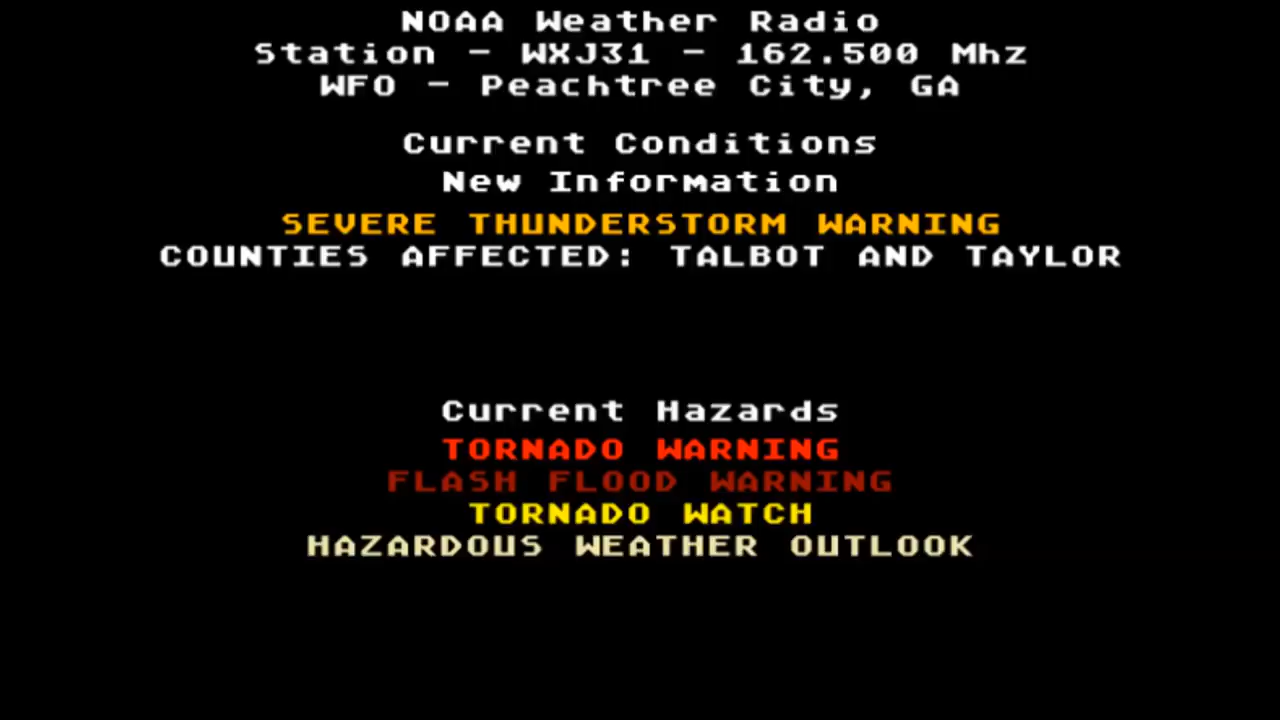 NOAA Weather Radio
Station - WXJ31 - 162.500 Mhz
WFO - Peachtree City, GA
Current Conditions
New Information
SEVERE THUNDERSTORM WARNING
COUNTIES AFFECTED: TALBOT AND TAYLOR
Current Hazards
TORNADO WARNING
FLASH FLOOD WARNING
TORNADO WATCH
HAZARDOUS WEATHER OUTLOOK